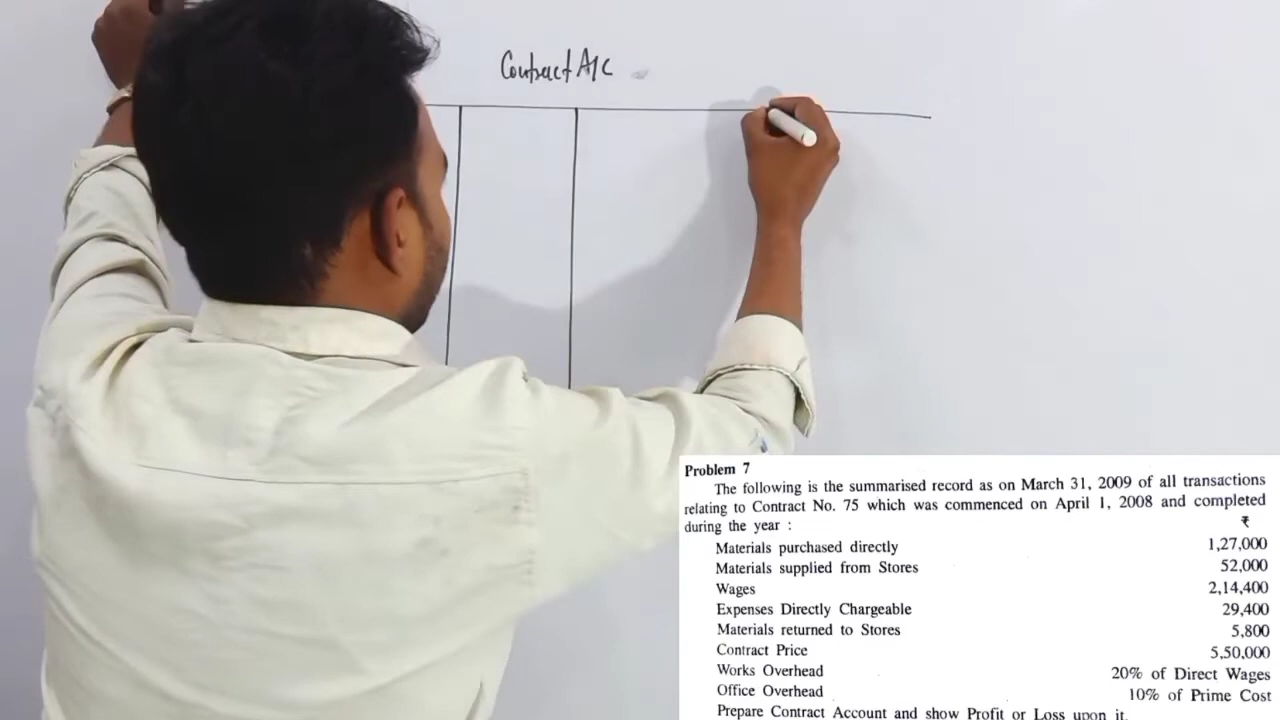 Contract A/C
Problem 7
The following is the summarised record as on March 31, 2009 of all transactions
relating to Contract No. 75 which was commenced on April 1, 2008 and completed
during the year :
₹
Materials purchased directly 1,27,000
Materials supplied from Stores 52,000
Wages 2,14,400
Expenses Directly Chargeable 29,400
Materials returned to Stores 5,800
Contract Price 5,50,000
Works Overhead 20% of Direct Wages
Office Overhead 10% of Prime Cost
Prepare Contract Account and show Profit or Loss upon it.